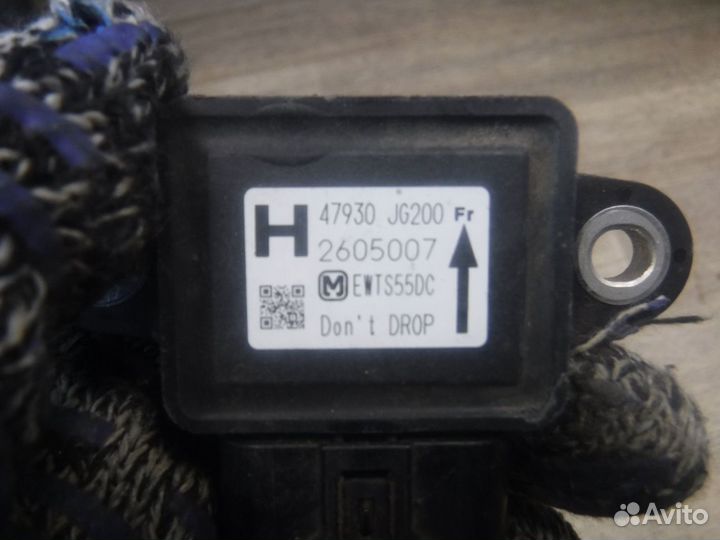 H 47930 JG200 Fr
2605007
M EWTS55DC
Don't DROP
Avito